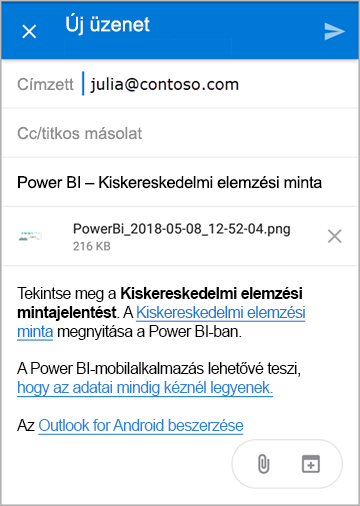 Új üzenet
Címzett julia@contoso.com
Cc/titkos másolat
Power BI – Kiskereskedelmi elemzési minta
PowerBi_2018-05-08_12-52-04.png
216 KB
Tekintse meg a Kiskereskedelmi elemzési
mintajelentést. A Kiskereskedelmi elemzési
minta megnyitása a Power BI-ban.
A Power BI-mobilalkalmazás lehetővé teszi,
hogy az adatai mindig kéznél legyenek.
Az Outlook for Android beszerzése